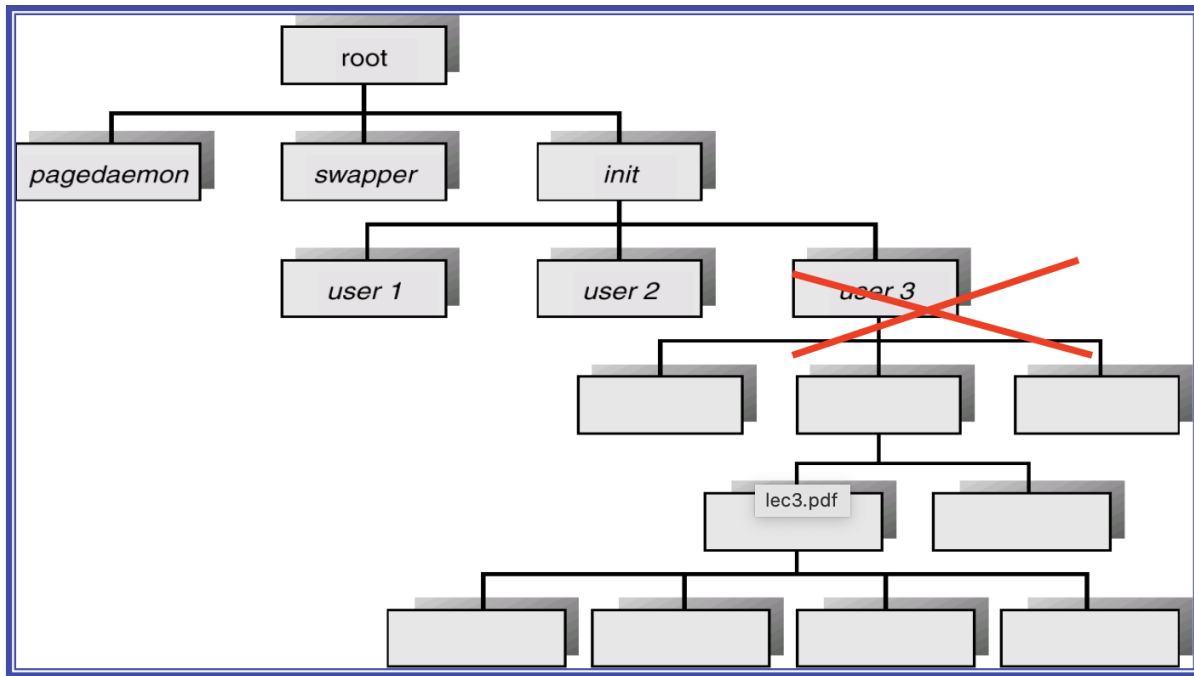 root
pagedaemon
swapper
init
user 1
user 2
user 3
lec3.pdf